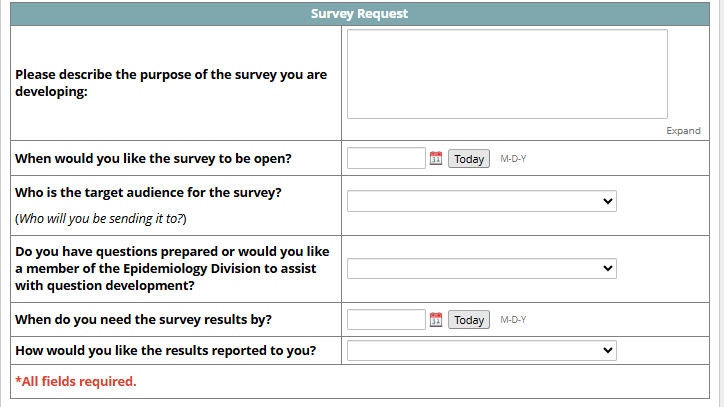 Survey Request
Please describe the purpose of the survey you are
developing:
Expand
When would you like the survey to be open?
31 Today M-D-Y
Who is the target audience for the survey?
(Who will you be sending it to?)
Do you have questions prepared or would you like
a member of the Epidemiology Division to assist
with question development?
When do you need the survey results by?
31 Today M-D-Y
How would you like the results reported to you?
*All fields required.